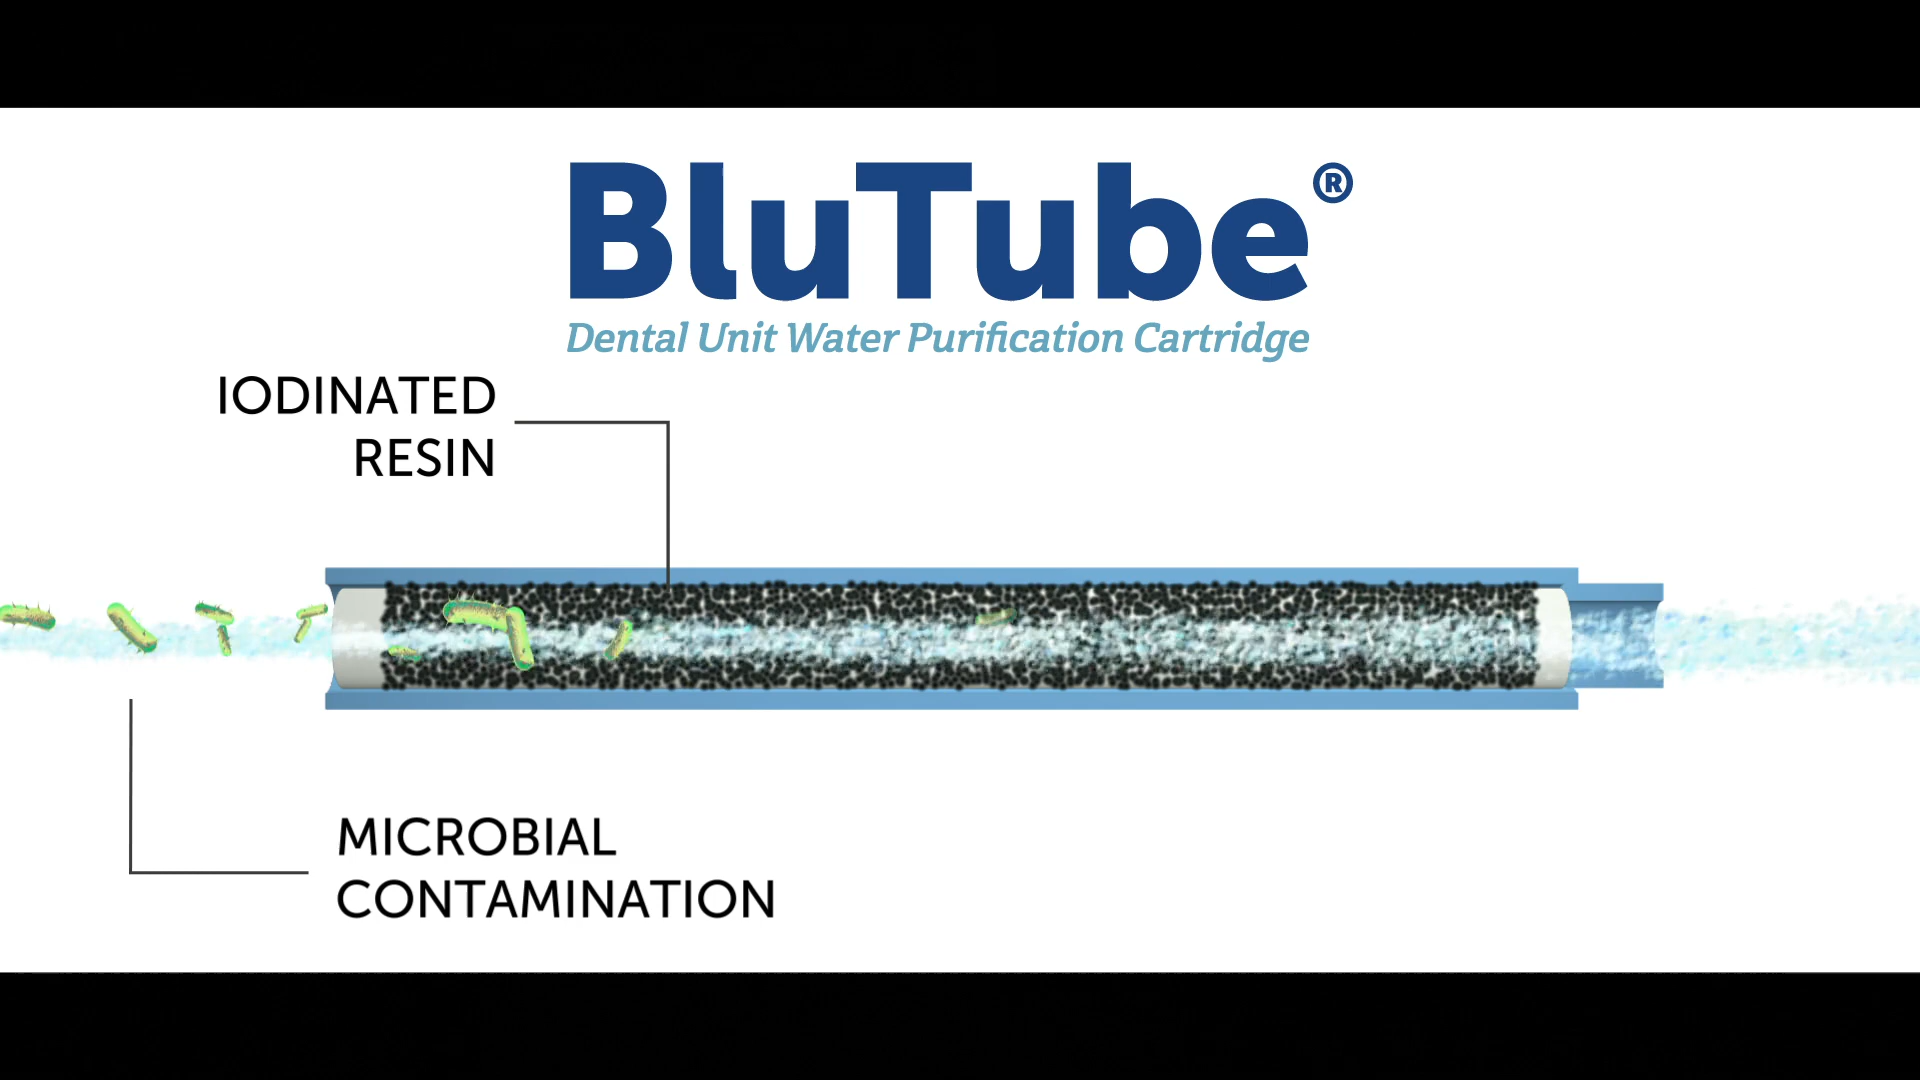 BluTube®
Dental Unit Water Purification Cartridge
IODINATED
RESIN
MICROBIAL
CONTAMINATION